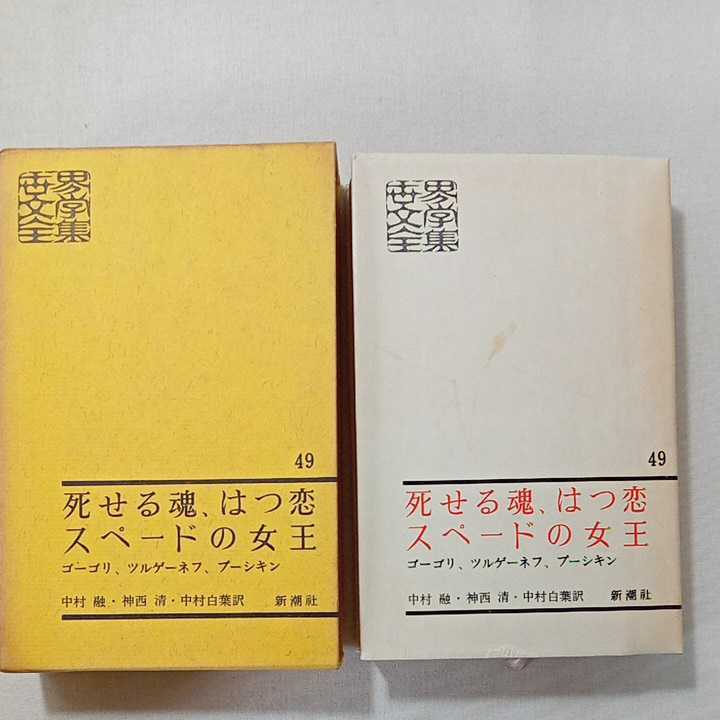 世界
文学
全集
49
死せる魂、はつ恋
スペードの女王
ゴーゴリ、ツルゲーネフ、プーシキン
中村 融・神西 清・中村白葉訳 新潮社
世界
文学
全集
49
死せる魂、はつ恋
スペードの女王
ゴーゴリ、ツルゲーネフ、プーシキン
中村 融・神西 清・中村白葉訳 新潮社